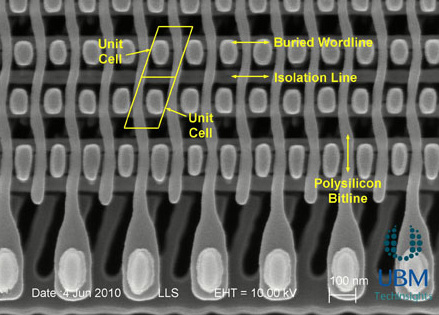 Unit
Cell
Buried Wordline
Isolation Line
Unit
Cell
Polysilicon
Bitline
UBM
TechInsights
100 nm
Date :4 Jun 2010 LLS EHT = 10.00 kV